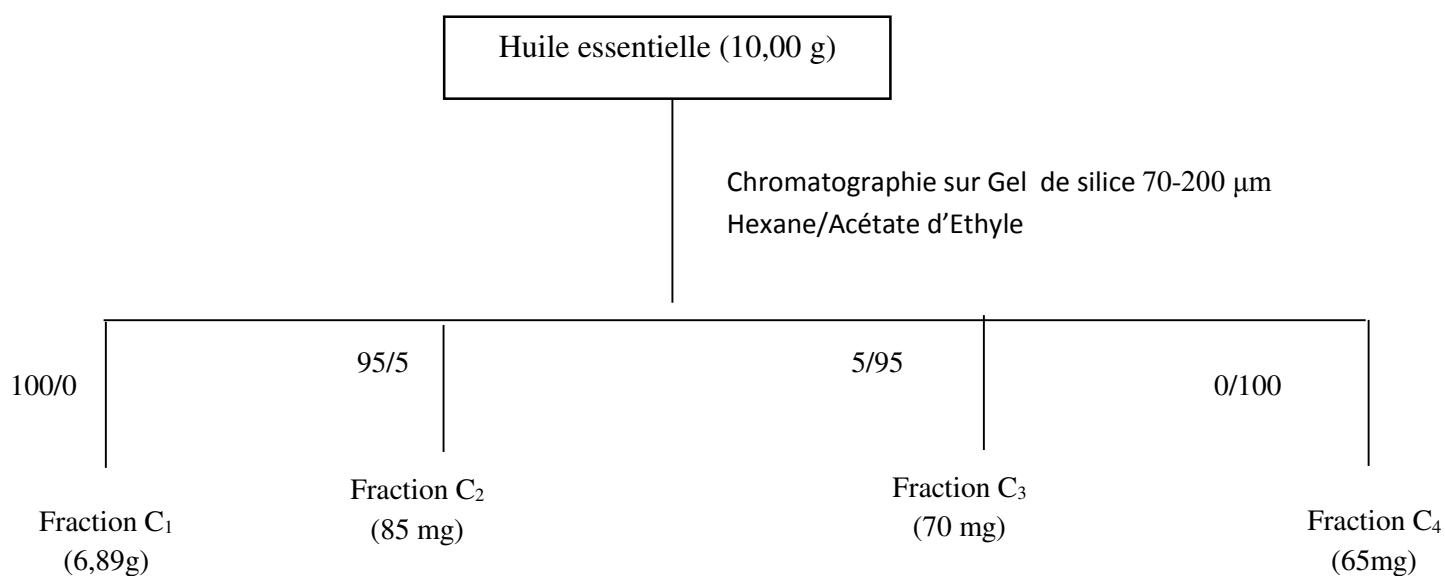 Huile essentielle (10,00 g)
Chromatographie sur Gel de silice 70-200 μm
Hexane/Acétate d’Ethyle
100/0
95/5
5/95
0/100
Fraction C₁
(6,89g)
Fraction C₂
(85 mg)
Fraction C₃
(70 mg)
Fraction C₄
(65mg)